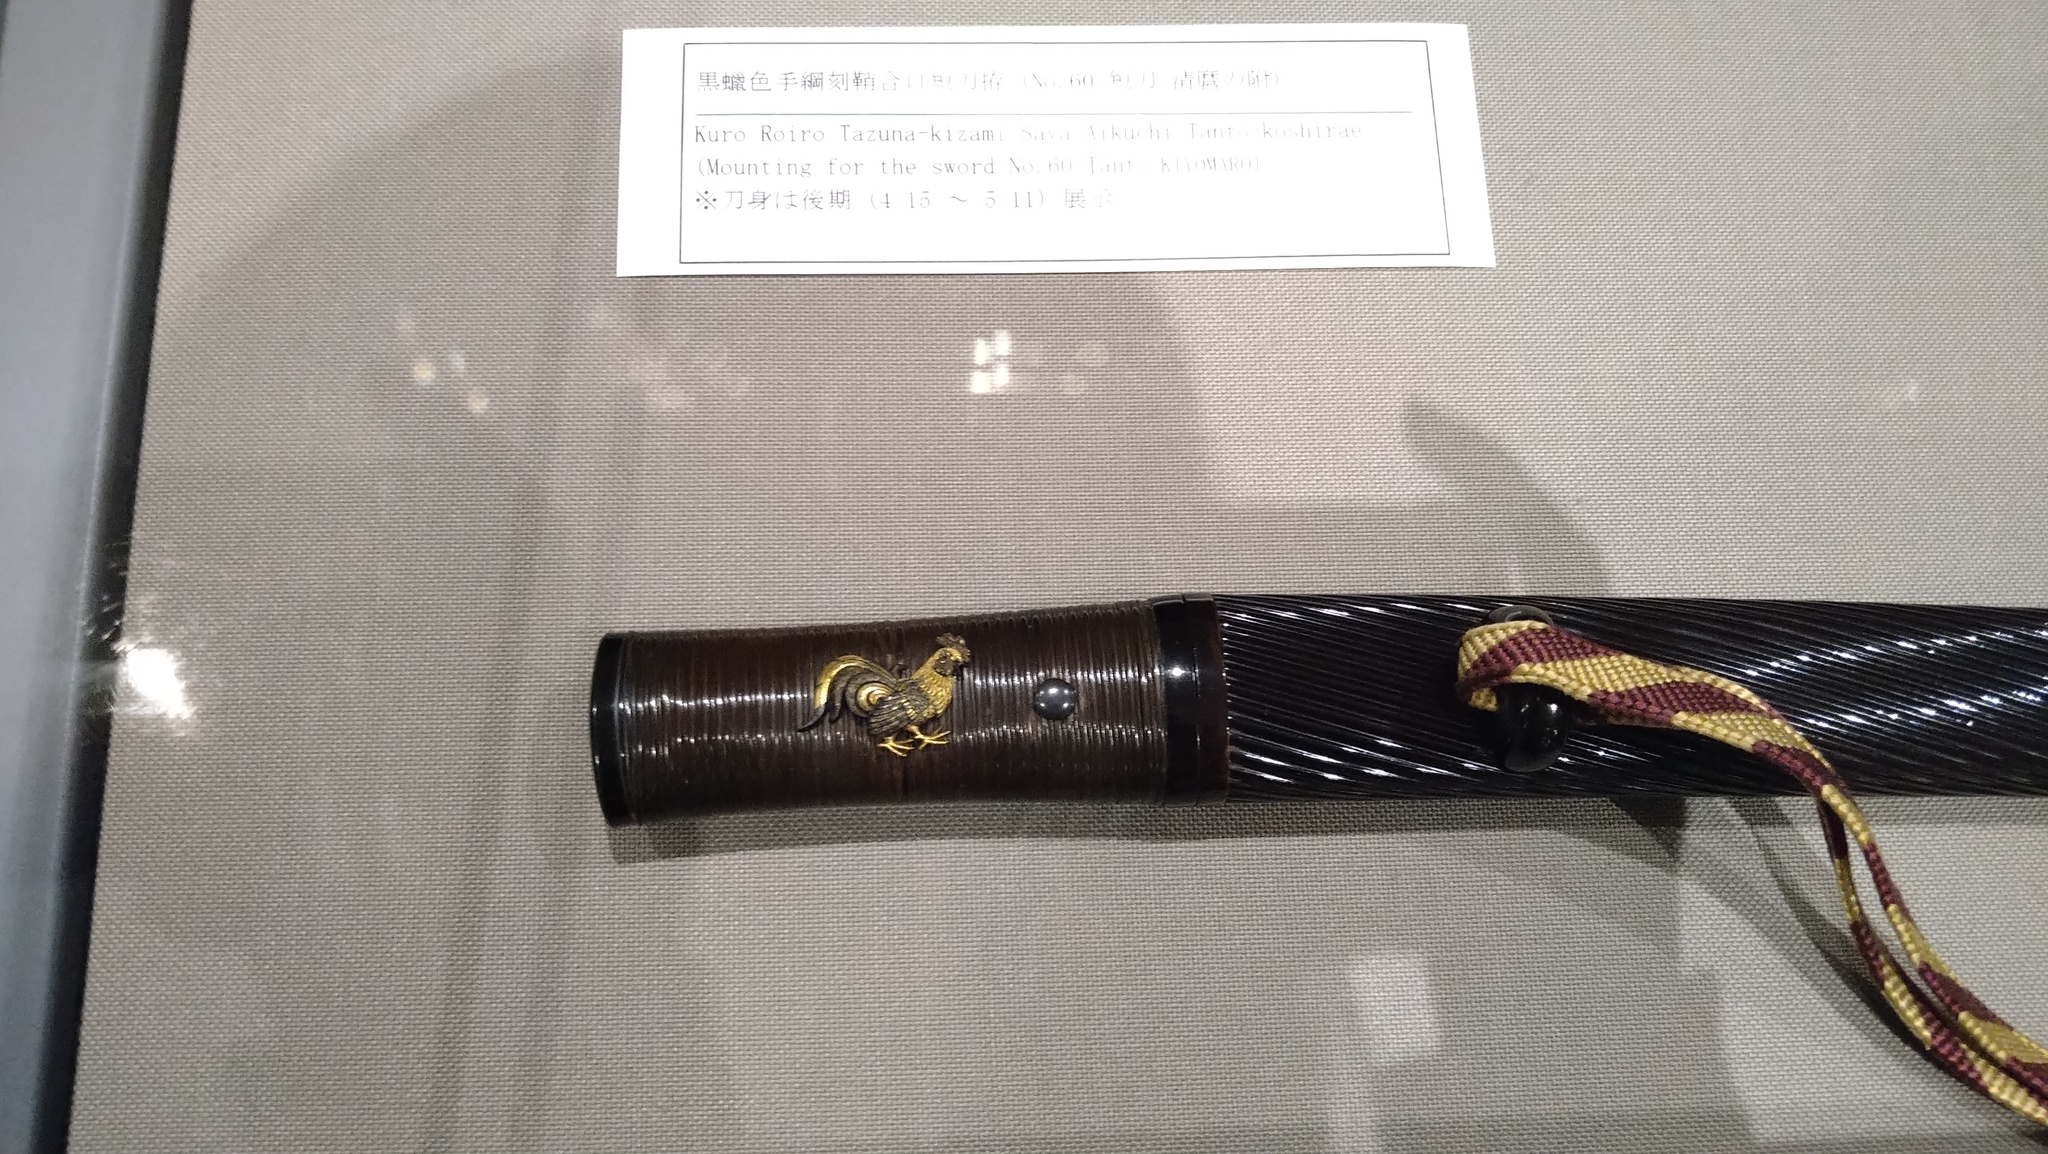 黒蠟色手綱刻鞘合口短刀拵 (No.60 短刀 清麿の附)
Kuro Roiro Tazuna-kizami Saya Aikuchi Tanto-koshirae
(Mounting for the sword No.60 Tanto KIYOMARO)
※刀身は後期 (4/15 ～ 5/11) 展示